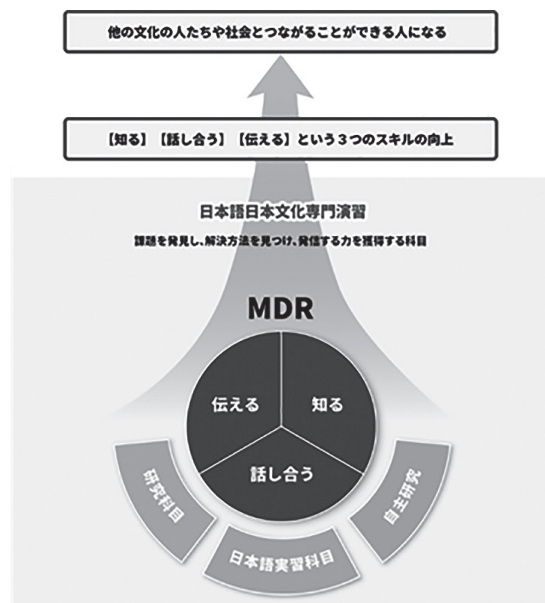 他の文化の人たちや社会とつながることができる人になる
【知る】【話し合う】【伝える】という３つのスキルの向上
日本語日本文化専門演習
課題を発見し、解決方法を見つけ、発信する力を獲得する科目
MDR
伝える
知る
話し合う
研究科目
日本語実習科目
自主研究